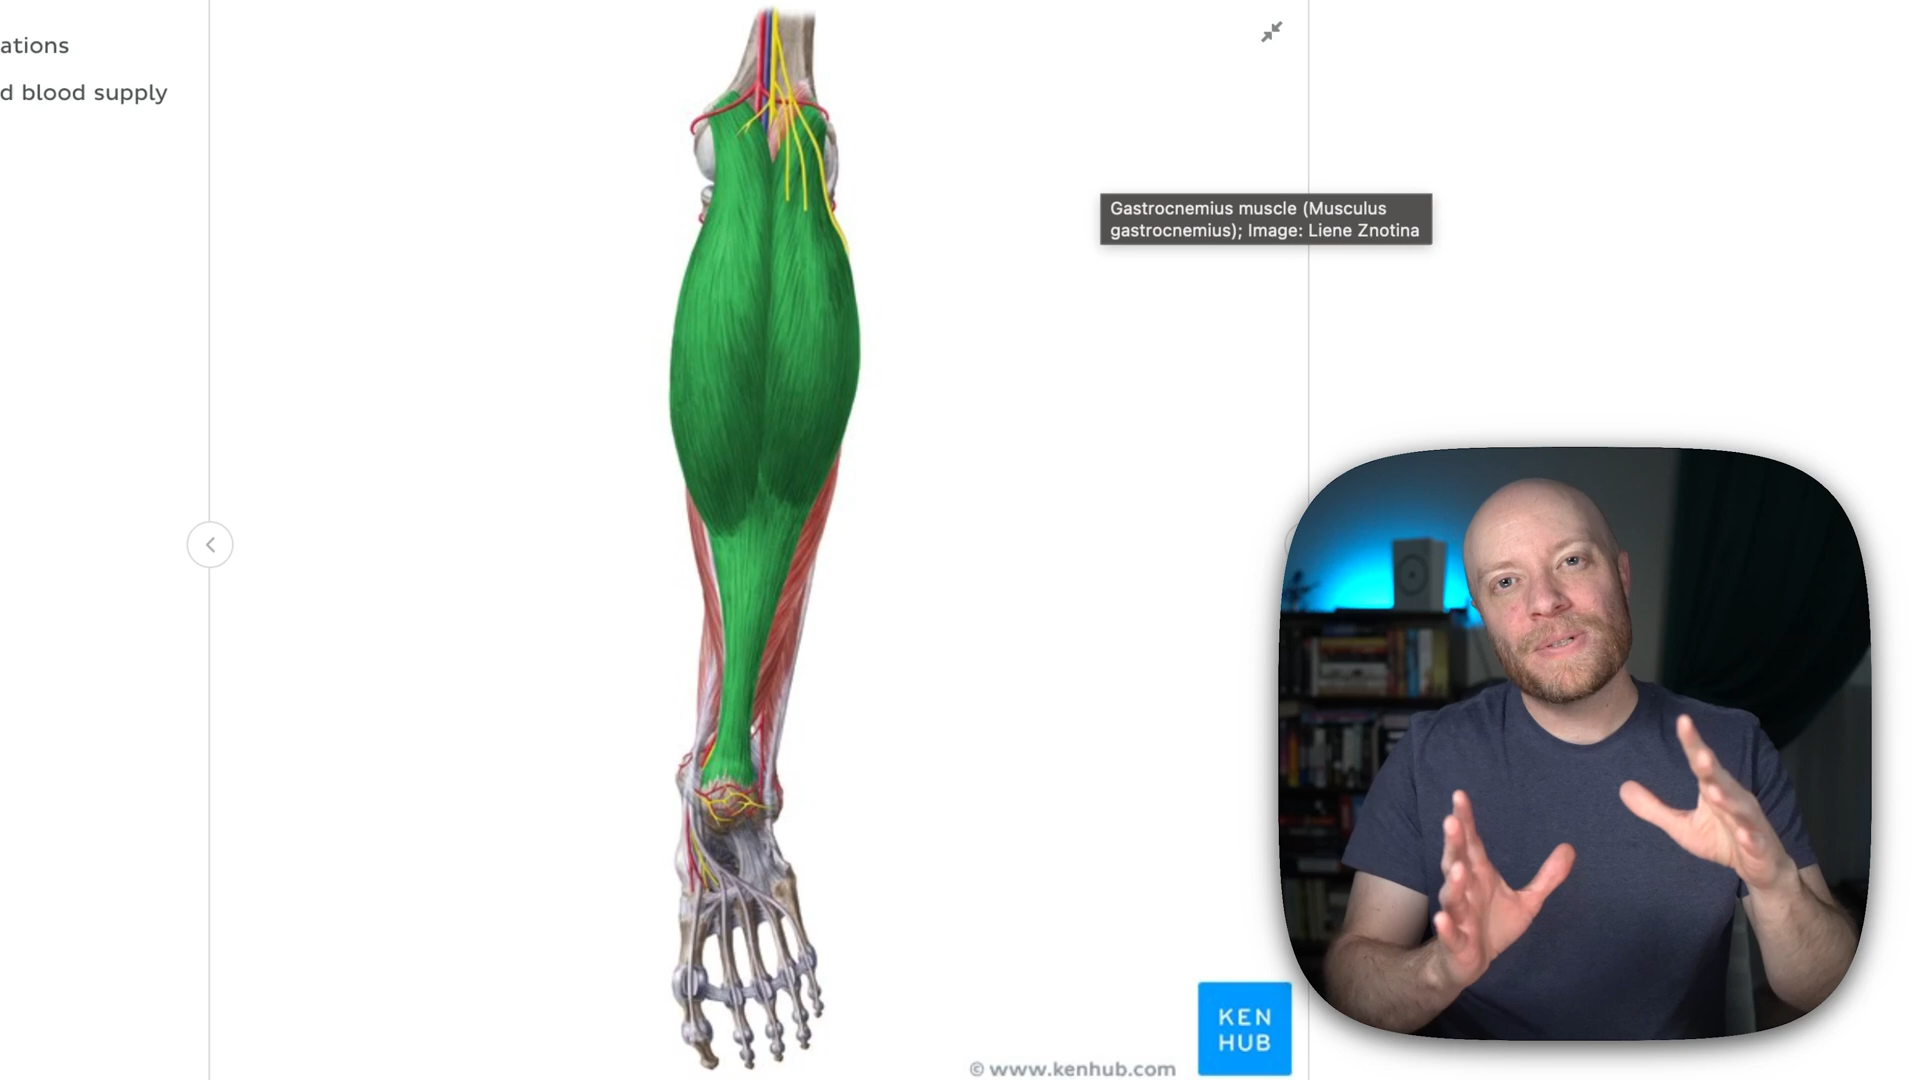 ations
d blood supply
Gastrocnemius muscle (Musculus
gastrocnemius); Image: Liene Znotina
KEN
HUB
© www.kenhub.com